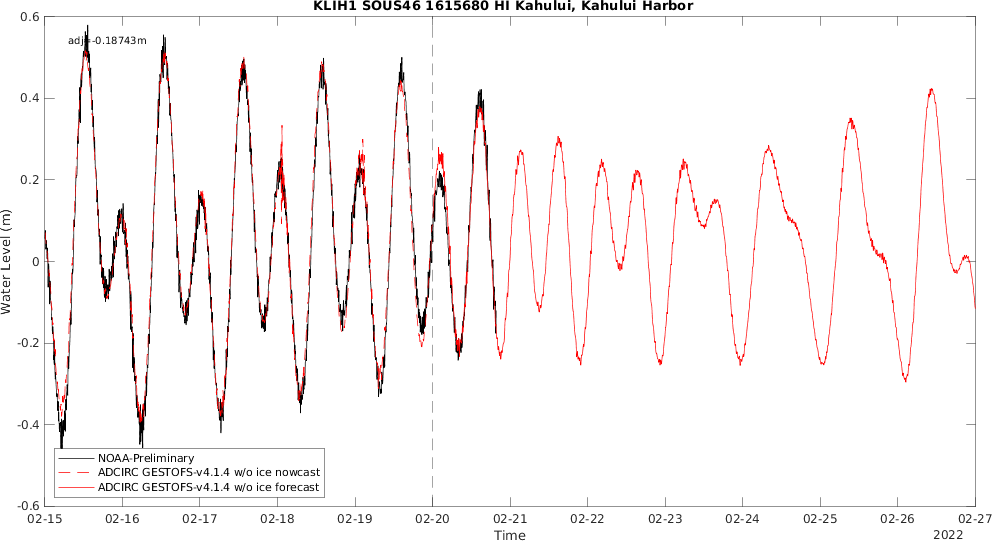 KLIH1 SOUS46 1615680 HI Kahului, Kahului Harbor
adj=-0.18743m
0.6
0.4
0.2
0
-0.2
-0.4
-0.6
Water Level (m)
NOAA-Preliminary
ADCIRC GESTOFS-v4.1.4 w/o ice nowcast
ADCIRC GESTOFS-v4.1.4 w/o ice forecast
02-15 02-16 02-17 02-18 02-19 02-20 02-21 02-22 02-23 02-24 02-25 02-26 02-27
Time
2022